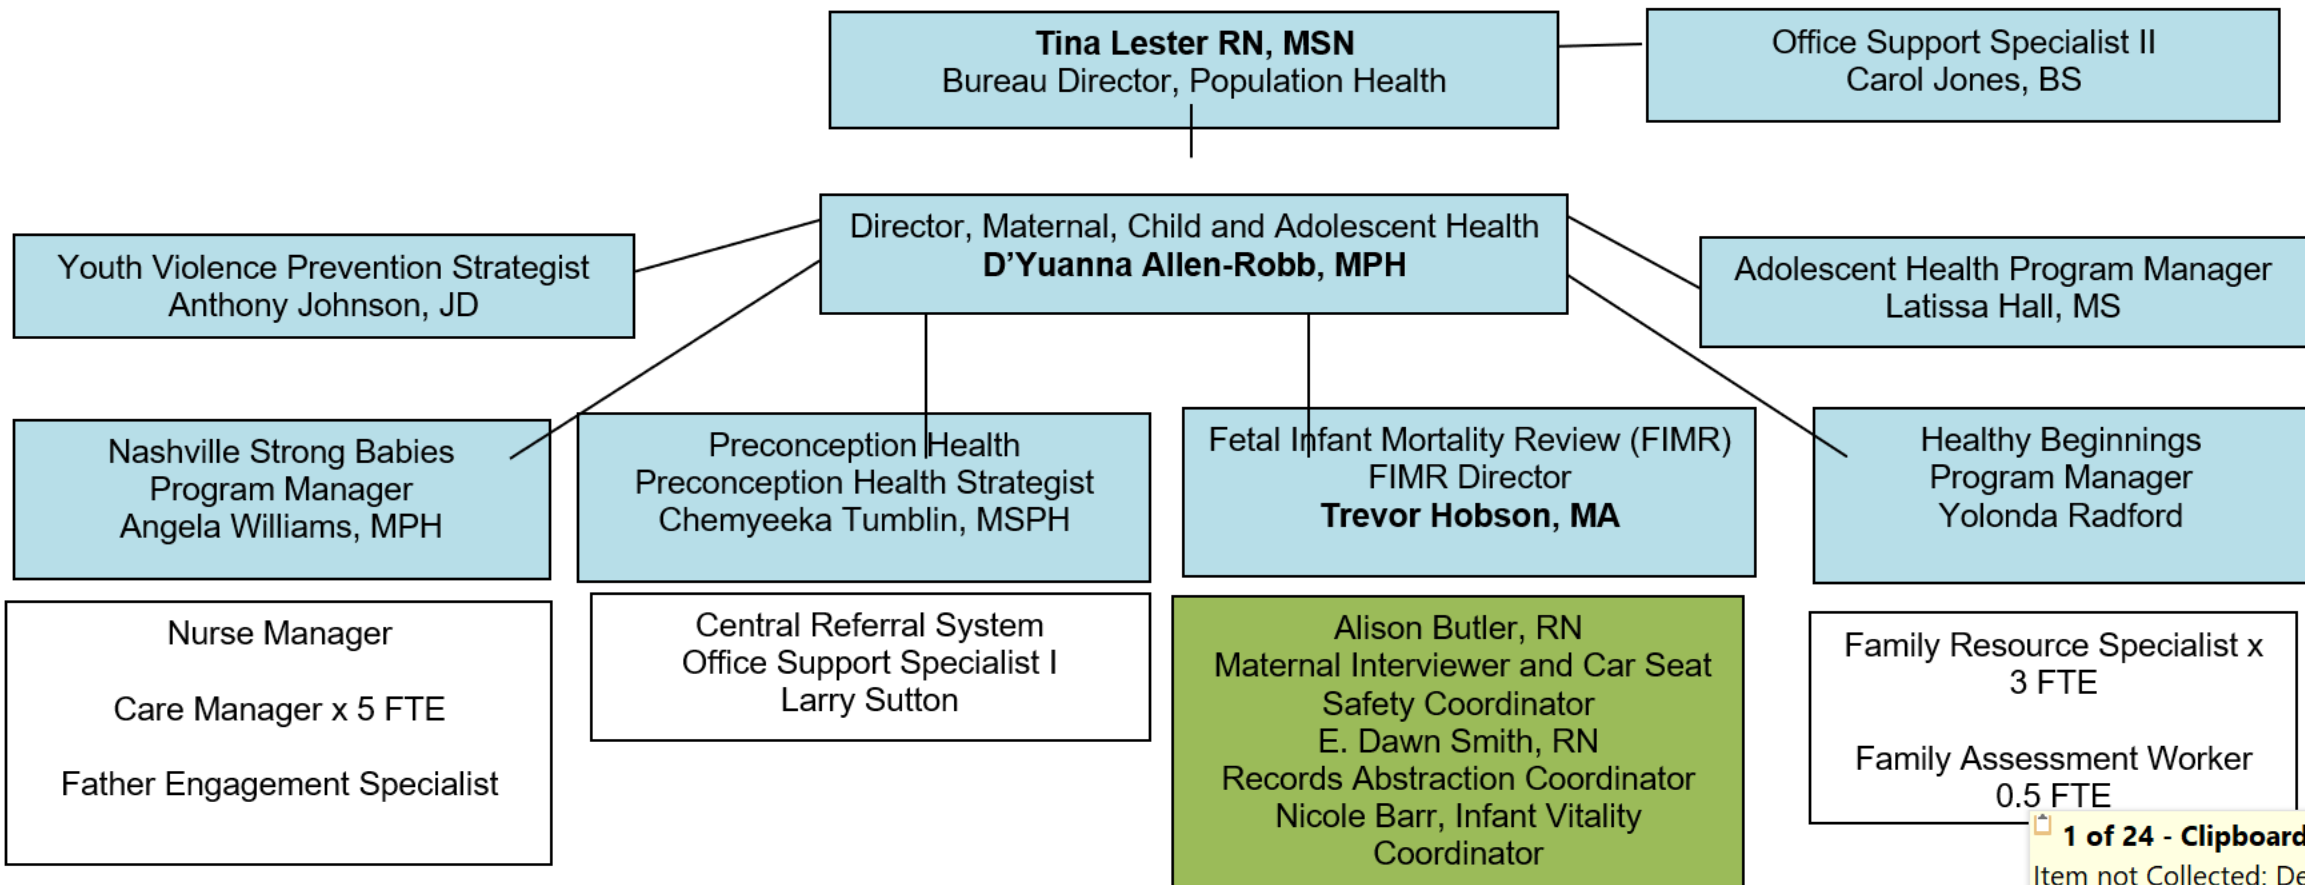 Tina Lester RN, MSN
Bureau Director, Population Health
Office Support Specialist II
Carol Jones, BS
Director, Maternal, Child and Adolescent Health
D'Yuanna Allen-Robb, MPH
Youth Violence Prevention Strategist
Anthony Johnson, JD
Adolescent Health Program Manager
Latissa Hall, MS
Nashville Strong Babies
Program Manager
Angela Williams, MPH
Preconception Health
Preconception Health Strategist
Chemyeeka Tumblin, MSPH
Fetal Infant Mortality Review (FIMR)
FIMR Director
Trevor Hobson, MA
Healthy Beginnings
Program Manager
Yolonda Radford
Nurse Manager
Care Manager x 5 FTE
Father Engagement Specialist
Central Referral System
Office Support Specialist I
Larry Sutton
Alison Butler, RN
Maternal Interviewer and Car Seat
Safety Coordinator
E. Dawn Smith, RN
Records Abstraction Coordinator
Nicole Barr, Infant Vitality
Coordinator
Family Resource Specialist x
3 FTE
Family Assessment Worker
0.5 FTE
1 of 24 - Clipboard
Item not Collected: De